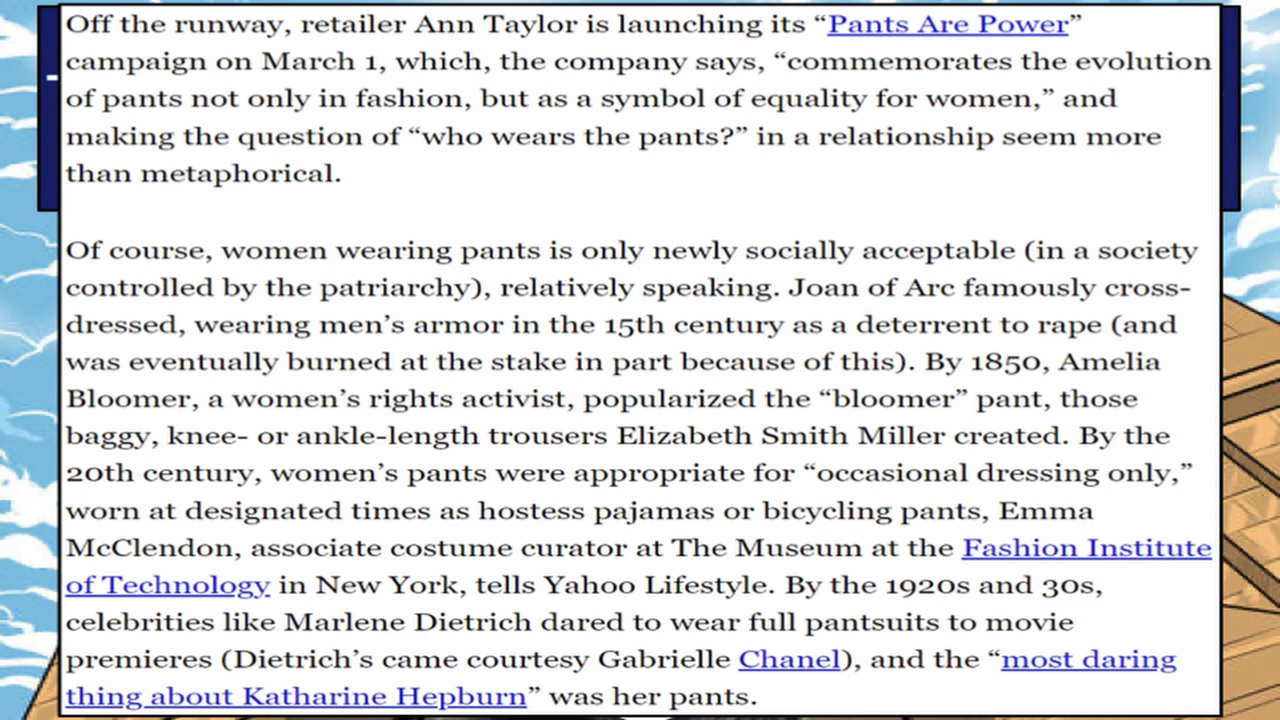 Off the runway, retailer Ann Taylor is launching its “Pants Are Power”
campaign on March 1, which, the company says, “commemorates the evolution
of pants not only in fashion, but as a symbol of equality for women,” and
making the question of “who wears the pants?” in a relationship seem more
than metaphorical.
Of course, women wearing pants is only newly socially acceptable (in a society
controlled by the patriarchy), relatively speaking. Joan of Arc famously cross-
dressed, wearing men’s armor in the 15th century as a deterrent to rape (and
was eventually burned at the stake in part because of this). By 1850, Amelia
Bloomer, a women’s rights activist, popularized the “bloomer” pant, those
baggy, knee- or ankle-length trousers Elizabeth Smith Miller created. By the
20th century, women’s pants were appropriate for “occasional dressing only,”
worn at designated times as hostess pajamas or bicycling pants, Emma
McClendon, associate costume curator at The Museum at the Fashion Institute
of Technology in New York, tells Yahoo Lifestyle. By the 1920s and 30s,
celebrities like Marlene Dietrich dared to wear full pantsuits to movie
premieres (Dietrich’s came courtesy Gabrielle Chanel), and the “most daring
thing about Katharine Hepburn” was her pants.